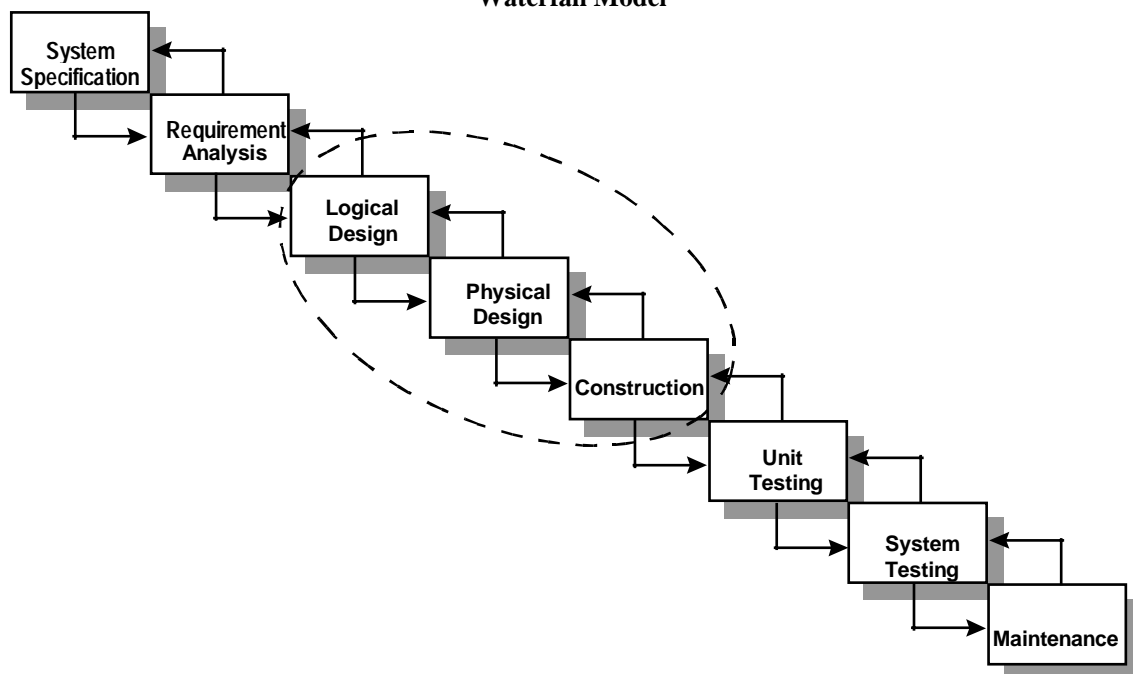 Waterfall Model
System
Specification
Requirement
Analysis
Logical
Design
Physical
Design
Construction
Unit
Testing
System
Testing
Maintenance